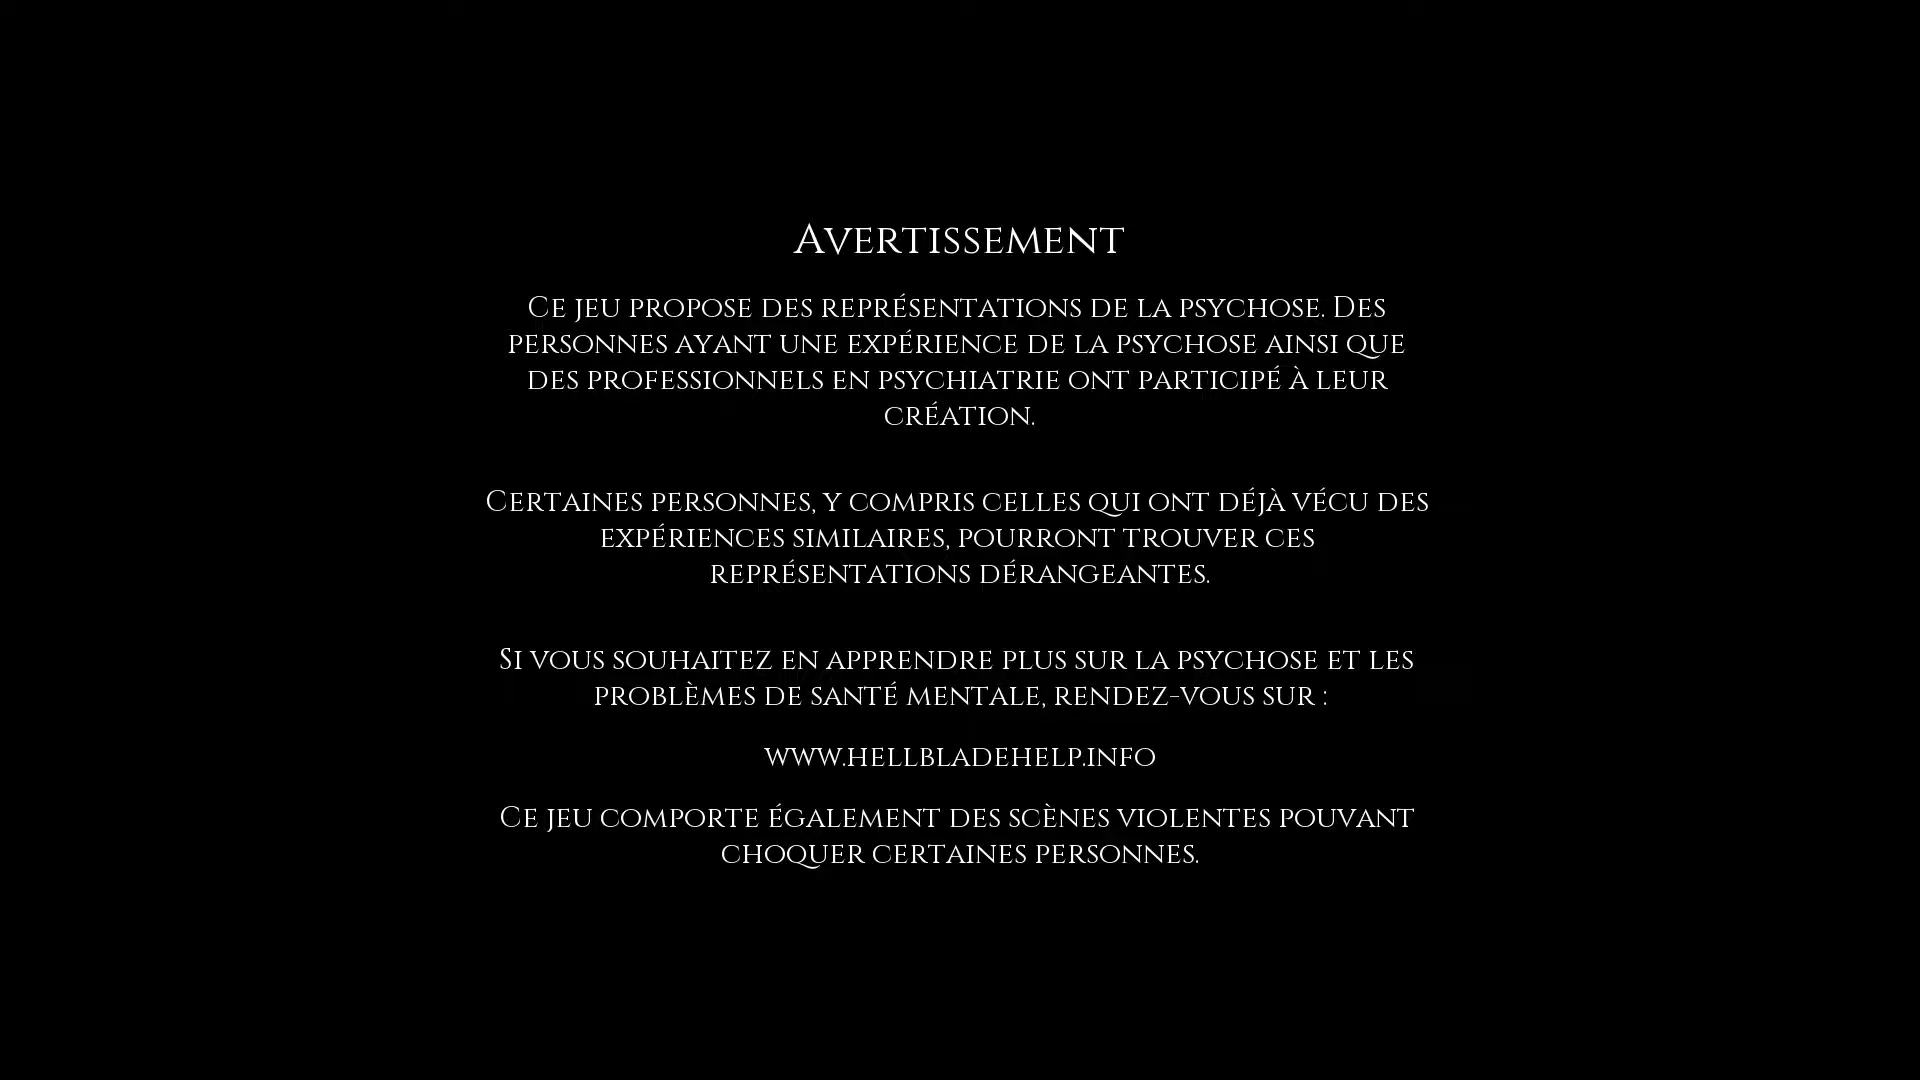 Avertissement
Ce jeu propose des représentations de la psychose. Des
personnes ayant une expérience de la psychose ainsi que
des professionnels en psychiatrie ont participé à leur
création.
Certaines personnes, y compris celles qui ont déjà vécu des
expériences similaires, pourront trouver ces
représentations dérangeantes.
Si vous souhaitez en apprendre plus sur la psychose et les
problèmes de santé mentale, rendez-vous sur :
www.hellbladehelp.info
Ce jeu comporte également des scènes violentes pouvant
choquer certaines personnes.